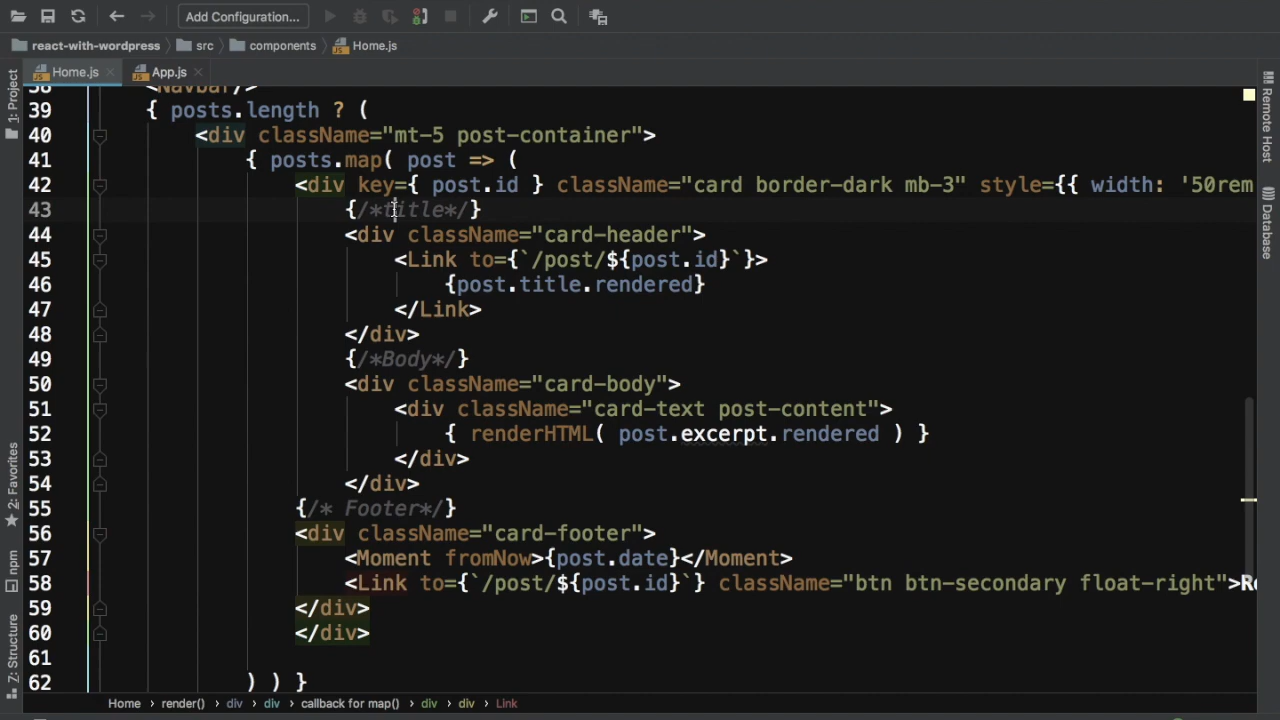 Add Configuration...
react-with-wordpress src components Home.js
Home.js App.js
1: Project
2: Favorites
npm
Z: Structure
Remote Host
Database
38 <Navbar/>
39 { posts.length ? (
40 <div className="mt-5 post-container">
41 { posts.map( post => (
42 <div key={ post.id } className="card border-dark mb-3" style={{ width: '50rem
43 {/*title*/}
44 <div className="card-header">
45 <Link to={`/post/${post.id}`}>
46 {post.title.rendered}
47 </Link>
48 </div>
49 {/*Body*/}
50 <div className="card-body">
51 <div className="card-text post-content">
52 { renderHTML( post.excerpt.rendered ) }
53 </div>
54 </div>
55 {/* Footer*/}
56 <div className="card-footer">
57 <Moment fromNow>{post.date}</Moment>
58 <Link to={`/post/${post.id}`} className="btn btn-secondary float-right">Re
59 </div>
60 </div>
61
62 ) ) }
Home › render() › div › div › callback for map() › div › div › Link